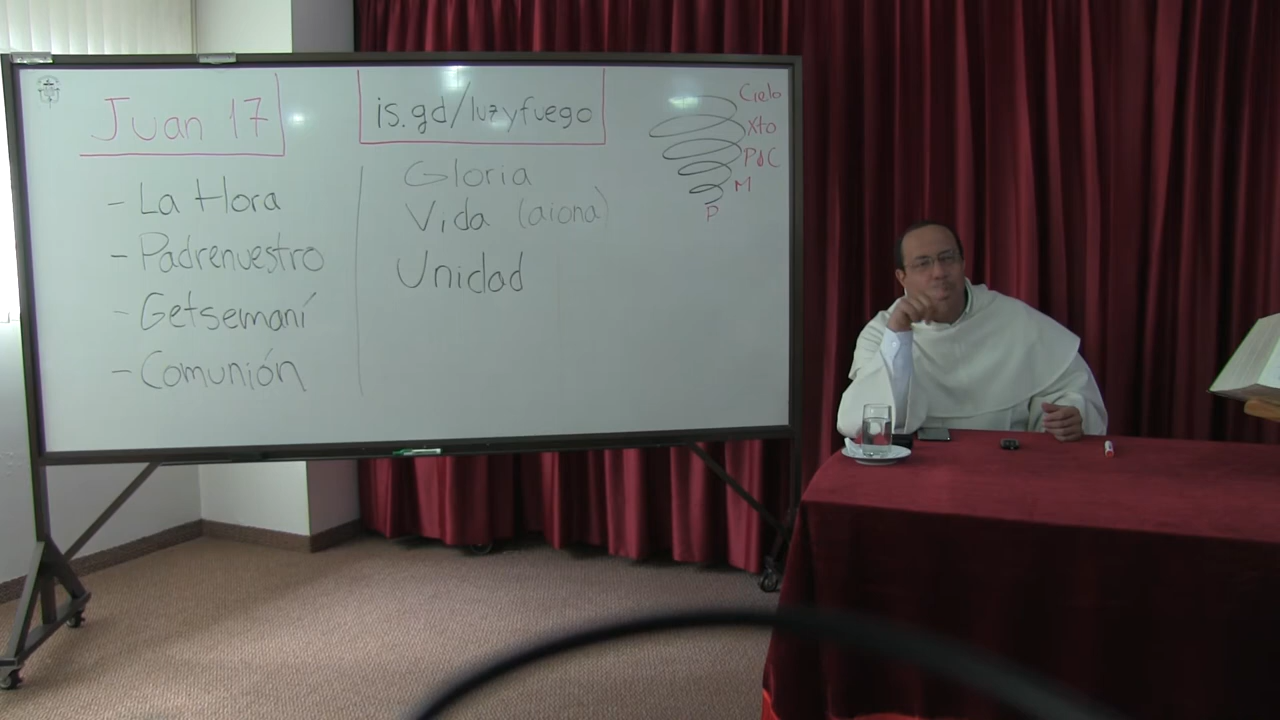 Juan 17
- La Hora
- Padrenuestro
- Getsemaní
- Comunión
is.gd/luzyfuego
Gloria
Vida (aiona)
Unidad
Cielo
Xto
PdC
M
P